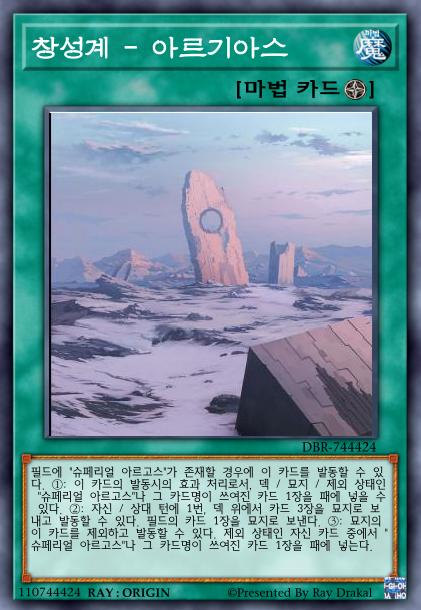 창성계 - 아르기아스
마법
魔
[마법 카드]
DBR-744424
필드에 "슈페리얼 아르고스"가 존재할 경우에 이 카드를 발동할 수 있
다. ①: 이 카드의 발동시의 효과 처리로서, 덱 / 묘지 / 제외 상태인
"슈페리얼 아르고스"나 그 카드명이 쓰여진 카드 1장을 패에 넣을 수
있다. ②: 자신 / 상대 턴에 1번, 덱 위에서 카드 3장을 묘지로 보
내고 발동할 수 있다. 필드의 카드 1장을 묘지로 보낸다. ③: 묘지의
이 카드를 제외하고 발동할 수 있다. 제외 상태인 자신 카드 중에서 "
슈페리얼 아르고스"나 그 카드명이 쓰여진 카드 1장을 패에 넣는다.
110744424 RAY : ORIGIN ©Presented By Ray Drakal